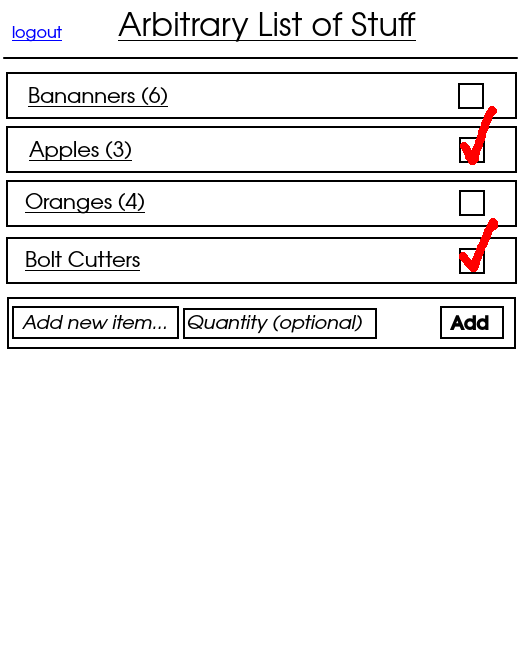 logout
Arbitrary List of Stuff
Bananners (6)
Apples (3)
Oranges (4)
Bolt Cutters
Add new item... Quantity (optional) Add